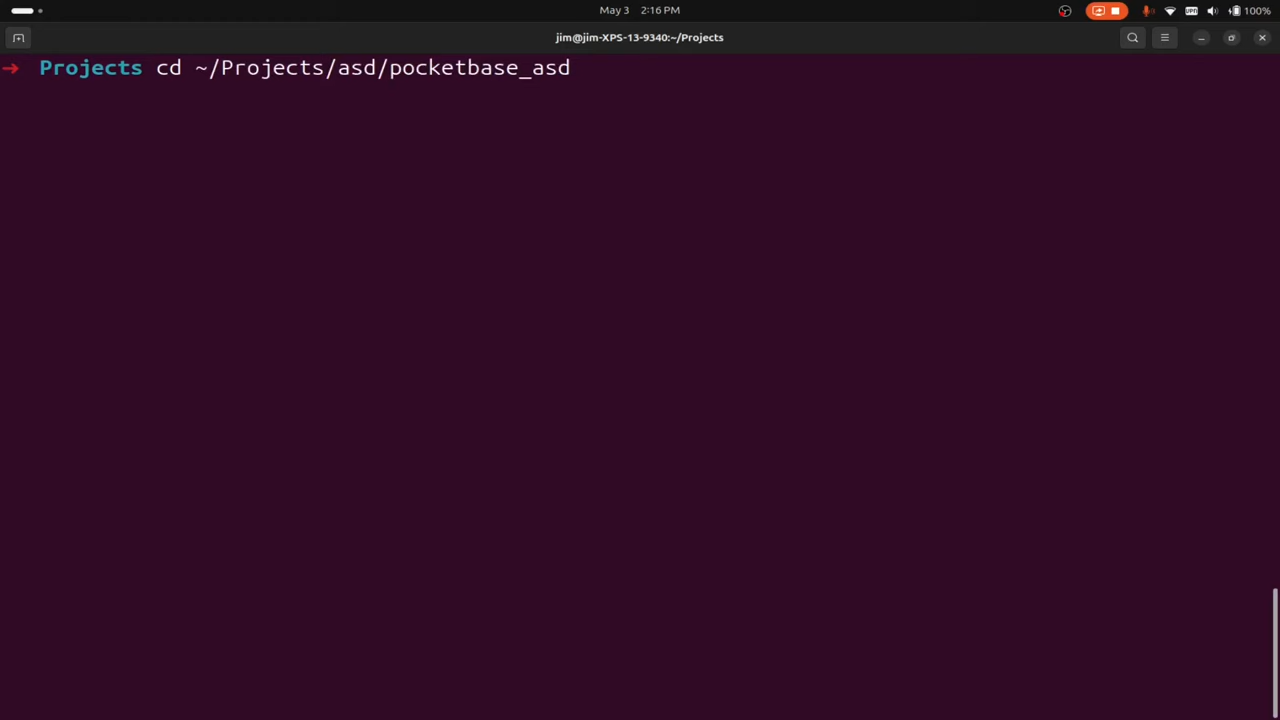 May 3 2:16 PM
100%
jim@jim-XPS-13-9340:~/Projects
➜ Projects cd ~/Projects/asd/pocketbase_asd